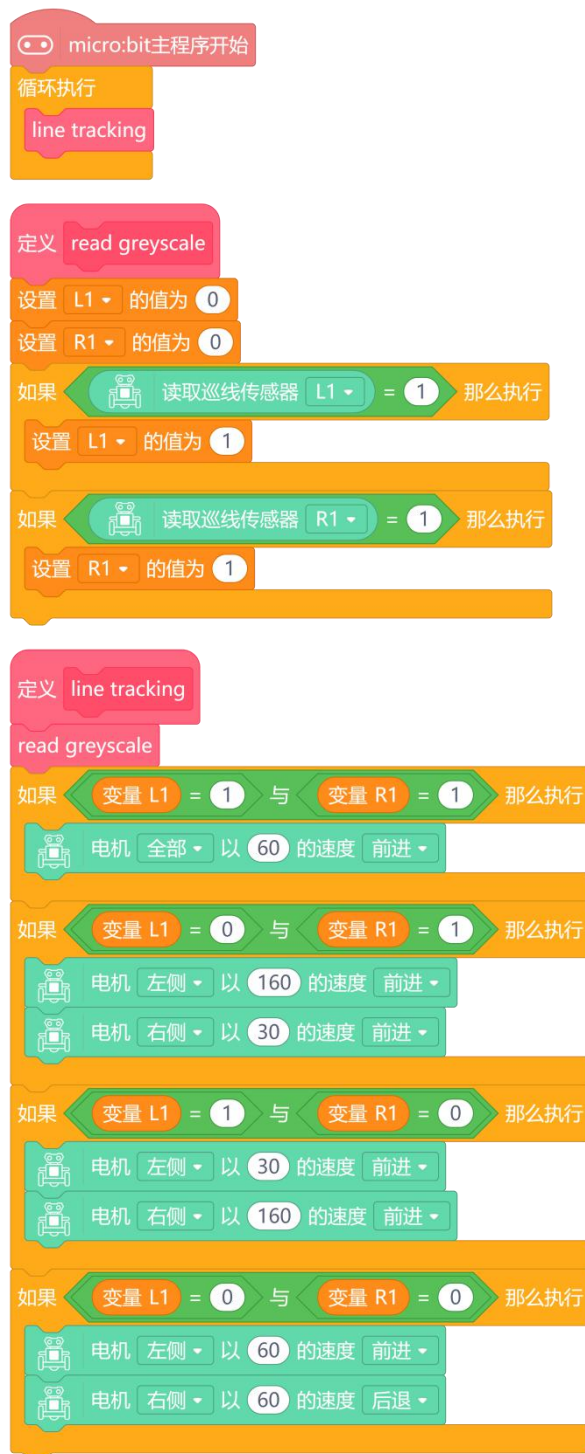 micro:bit主程序开始
循环执行
line tracking
定义 read greyscale
设置 L1 的值为 0
设置 R1 的值为 0
如果 读取巡线传感器 L1 = 1 那么执行
设置 L1 的值为 1
如果 读取巡线传感器 R1 = 1 那么执行
设置 R1 的值为 1
定义 line tracking
read greyscale
如果 变量 L1 = 1 与 变量 R1 = 1 那么执行
电机 全部 以 60 的速度 前进
如果 变量 L1 = 0 与 变量 R1 = 1 那么执行
电机 左侧 以 160 的速度 前进
电机 右侧 以 30 的速度 前进
如果 变量 L1 = 1 与 变量 R1 = 0 那么执行
电机 左侧 以 30 的速度 前进
电机 右侧 以 160 的速度 前进
如果 变量 L1 = 0 与 变量 R1 = 0 那么执行
电机 左侧 以 60 的速度 前进
电机 右侧 以 60 的速度 后退